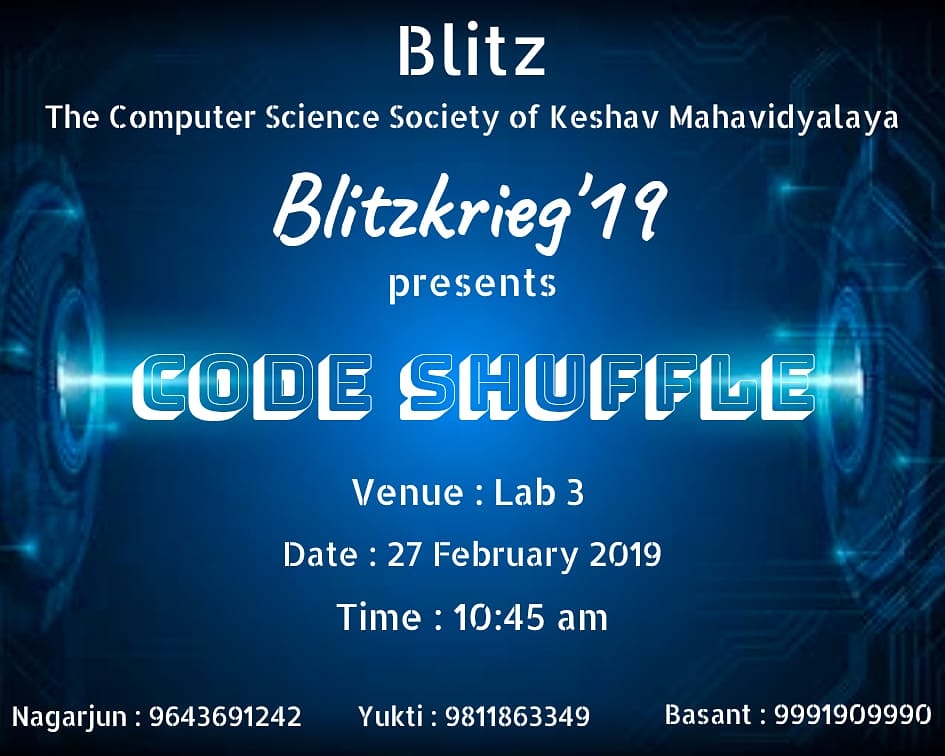 Blitz
The Computer Science Society of Keshav Mahavidyalaya
Blitzkrieg'19
presents
CODE SHUFFLE
Venue : Lab 3
Date : 27 February 2019
Time : 10:45 am
Nagarjun : 9643691242 Yukti : 9811863349 Basant : 9991909990